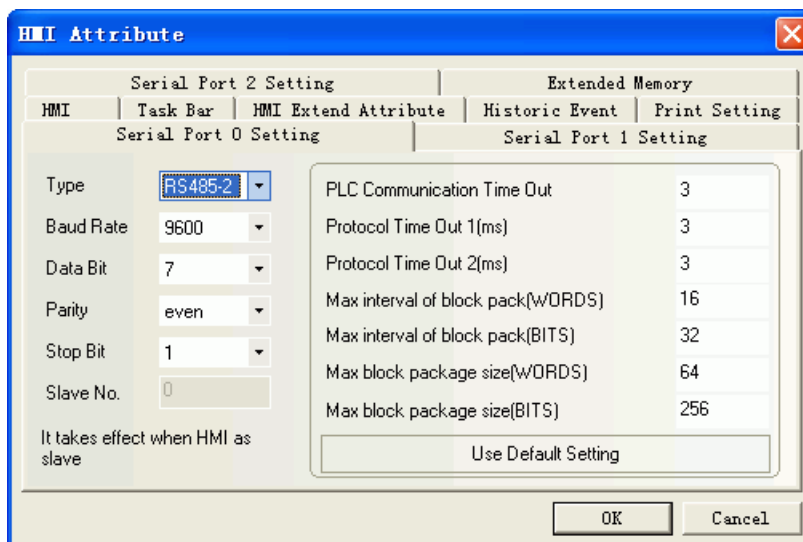 HMI Attribute
Serial Port 2 Setting
Extended Memory
HMI
Task Bar
HMI Extend Attribute
Historic Event
Print Setting
Serial Port 0 Setting
Serial Port 1 Setting
Type
RS485-2
Baud Rate
9600
Data Bit
7
Parity
even
Stop Bit
1
Slave No.
0
It takes effect when HMI as
slave
PLC Communication Time Out
3
Protocol Time Out 1(ms)
3
Protocol Time Out 2(ms)
3
Max interval of block pack(WORDS)
16
Max interval of block pack(BITS)
32
Max block package size(WORDS)
64
Max block package size(BITS)
256
Use Default Setting
OK
Cancel